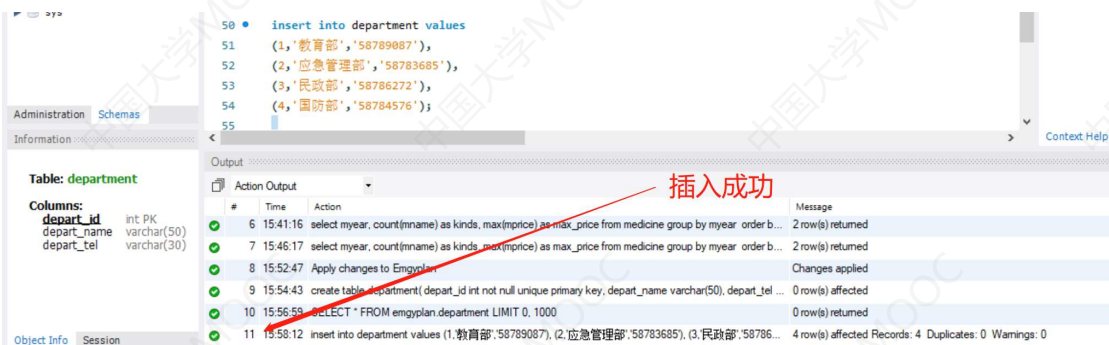 sys
50 insert into department values
51 (1,'教育部','58789087'),
52 (2,'应急管理部','58783685'),
53 (3,'民政部','58786272'),
54 (4,'国防部','58784576');
55
Administration Schemas
Information
Context Help
Output
Table: department
Action Output
插入成功
Columns:
depart_id int PK
depart_name varchar(50)
depart_tel varchar(30)
# Time Action Message
6 15:41:16 select myear, count(mname) as kinds, max(mprice) as max_price from medicine group by myear order b... 2 row(s) returned
7 15:46:17 select myear, count(mname) as kinds, max(mprice) as max_price from medicine group by myear order b... 2 row(s) returned
8 15:52:47 Apply changes to Emgyplan Changes applied
9 15:54:43 create table department( depart_id int not null unique primary key, depart_name varchar(50), depart_tel ... 0 row(s) affected
10 15:56:59 SELECT * FROM emgyplan.department LIMIT 0, 1000 0 row(s) returned
11 15:58:12 insert into department values (1,'教育部','58789087'), (2,'应急管理部','58783685'), (3,'民政部','58786... 4 row(s) affected Records: 4 Duplicates: 0 Warnings: 0
Object Info Session
中国大学MOOC